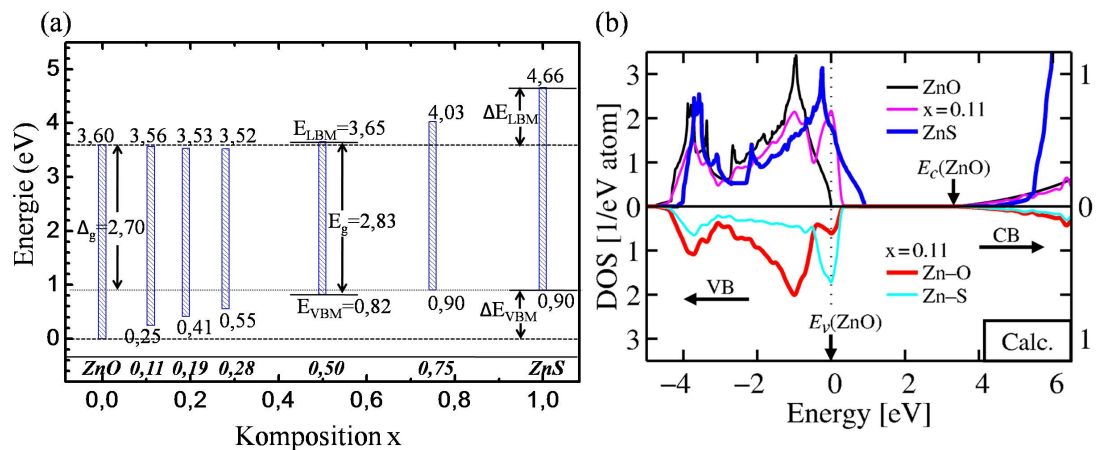 (a)
Energie (eV)
5
4
3
2
1
0
3,60
3,56
3,53
3,52
E_LBM=3,65
4,03
4,66
ΔE_LBM
Δ_g=2,70
E_g=2,83
0,25
0,41
0,55
E_VBM=0,82
0,90
ΔE_VBM
0,90
ZnO 0,11 0,19 0,28 0,50 0,75 ZnS
0,0 0,2 0,4 0,6 0,8 1,0
Komposition x
(b)
DOS [1/eV atom]
3
2
1
0
1
2
3
1
0
1
ZnO
x=0.11
ZnS
E_c(ZnO)
CB
x=0.11
Zn–O
Zn–S
VB
E_v(ZnO)
Calc.
−4 −2 0 2 4 6
Energy [eV]